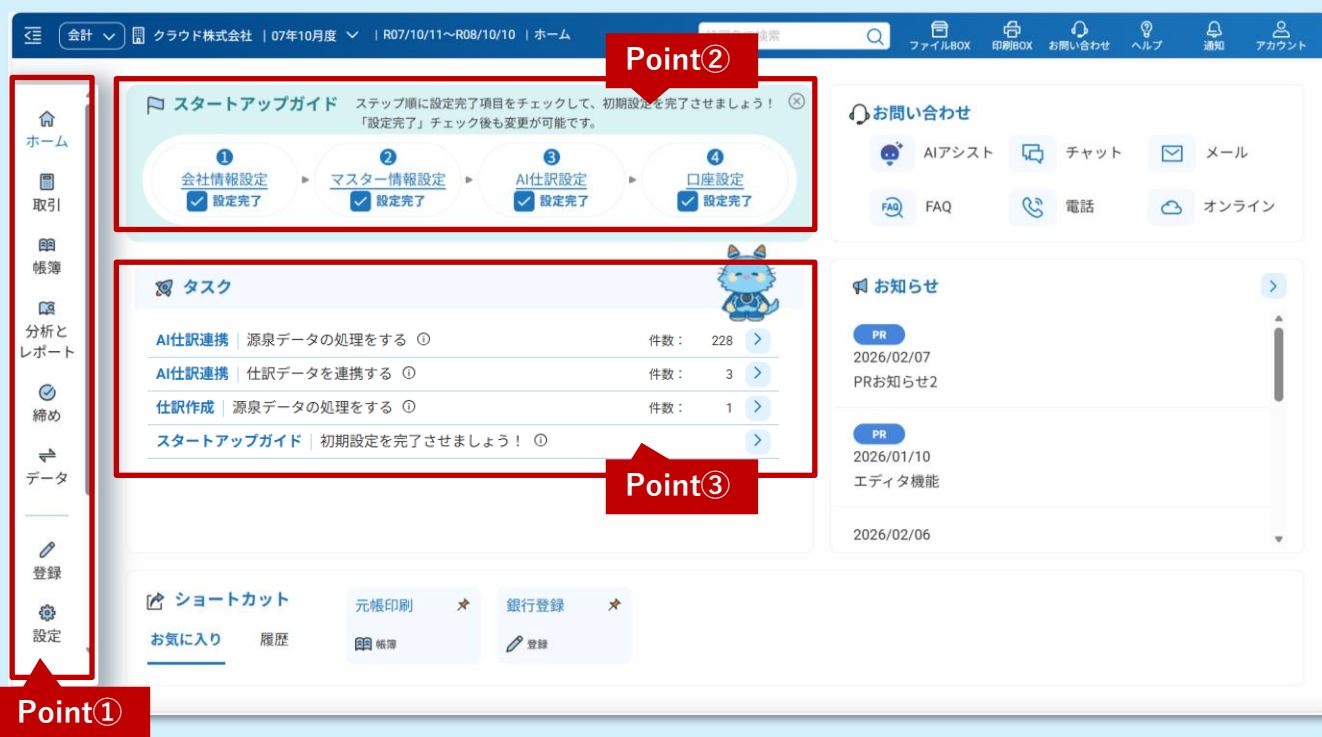 会計
クラウド株式会社 | 07年10月度 | R07/10/11～R08/10/10 | ホーム
検索
ファイルBOX
印刷BOX
お問い合わせ
ヘルプ
通知
アカウント
Point②
ホーム
取引
帳簿
分析と
レポート
締め
データ
登録
設定
Point①
スタートアップガイド
ステップ順に設定完了項目をチェックして、初期設定を完了させましょう！
「設定完了」チェック後も変更が可能です。
1
会社情報設定
設定完了
2
マスター情報設定
設定完了
3
AI仕訳設定
設定完了
4
口座設定
設定完了
タスク
AI仕訳連携 | 源泉データの処理をする 件数： 228
AI仕訳連携 | 仕訳データを連携する 件数： 3
仕訳作成 | 源泉データの処理をする 件数： 1
スタートアップガイド | 初期設定を完了させましょう！
Point③
お問い合わせ
AIアシスト
チャット
メール
FAQ
FAQ
電話
オンライン
お知らせ
PR
2026/02/07
PRお知らせ2
PR
2026/01/10
エディタ機能
2026/02/06
ショートカット
お気に入り
履歴
元帳印刷
帳簿
銀行登録
登録